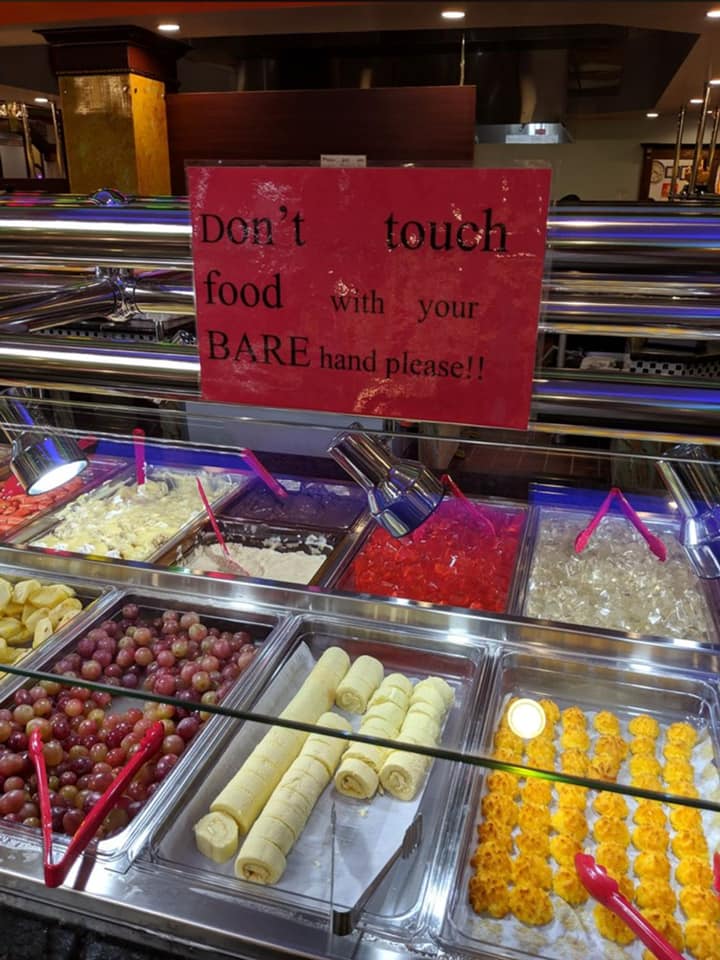 Don't touch
food with your
BARE hand please!!